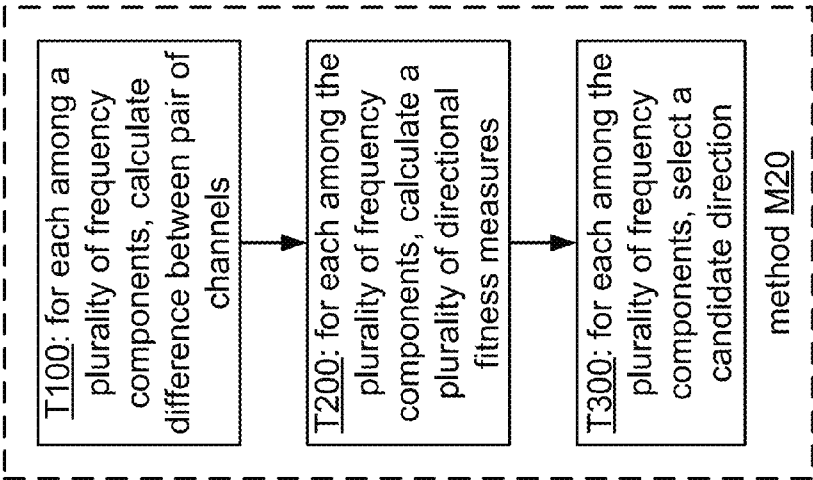 T100: for each among a
plurality of frequency
components, calculate
difference between pair of
channels
T200: for each among the
plurality of frequency
components, calculate a
plurality of directional
fitness measures
T300: for each among the
plurality of frequency
components, select a
candidate direction
method M20